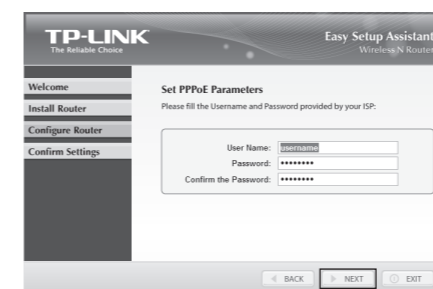 TP-LINK
The Reliable Choice
Easy Setup Assistant
Wireless N Router
Welcome
Install Router
Configure Router
Confirm Settings
Set PPPoE Parameters
Please fill the Username and Password provided by your ISP:
User Name: username
Password: ••••••••
Confirm the Password: ••••••••
BACK
NEXT
EXIT